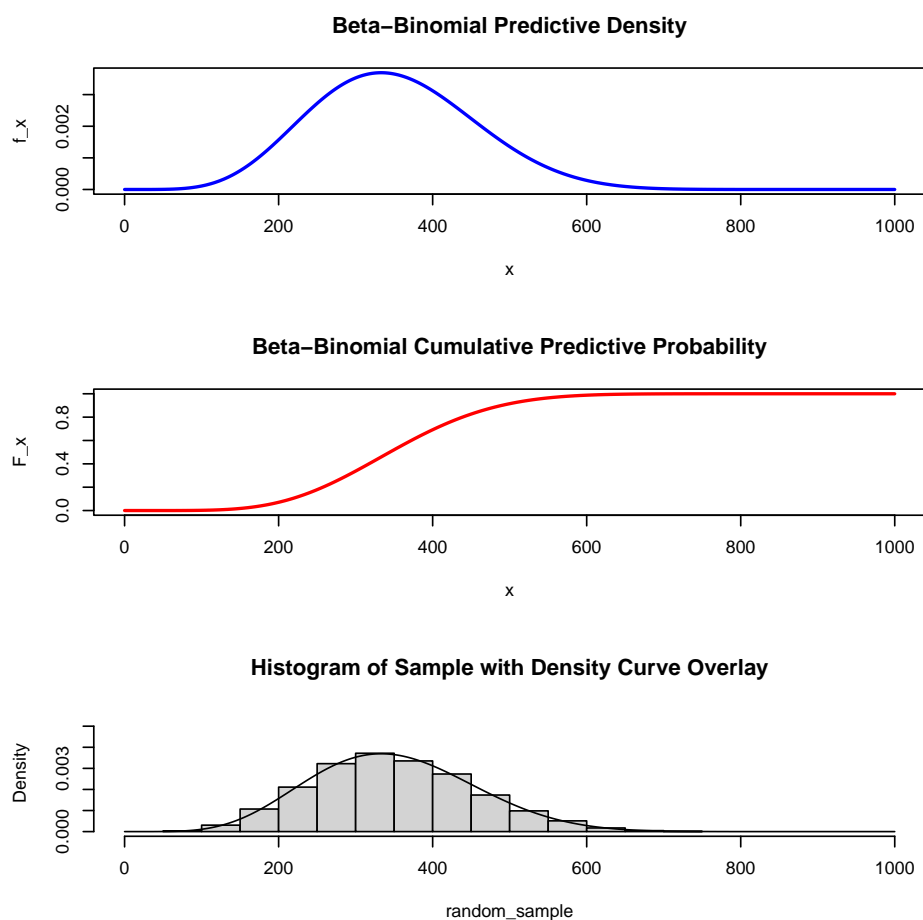 Beta−Binomial Predictive Density
f_x
0.002
0.000
0 200 400 600 800 1000
x
Beta−Binomial Cumulative Predictive Probability
F_x
0.8
0.4
0.0
0 200 400 600 800 1000
x
Histogram of Sample with Density Curve Overlay
Density
0.003
0.000
0 200 400 600 800 1000
random_sample